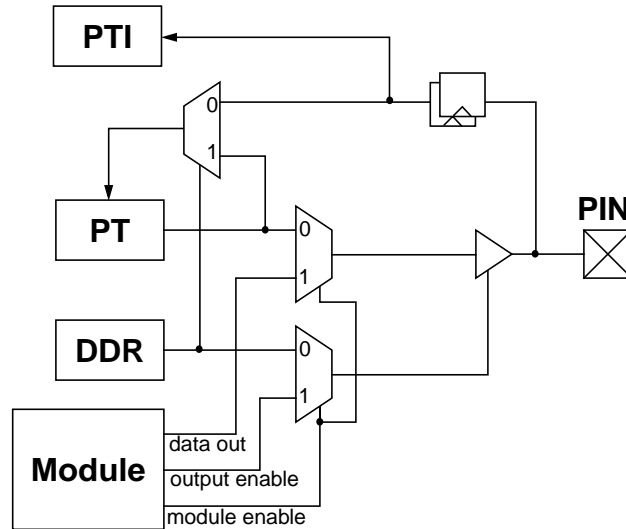 PTI
0
1
PT
PIN
0
1
DDR
0
1
Module
data out
output enable
module enable